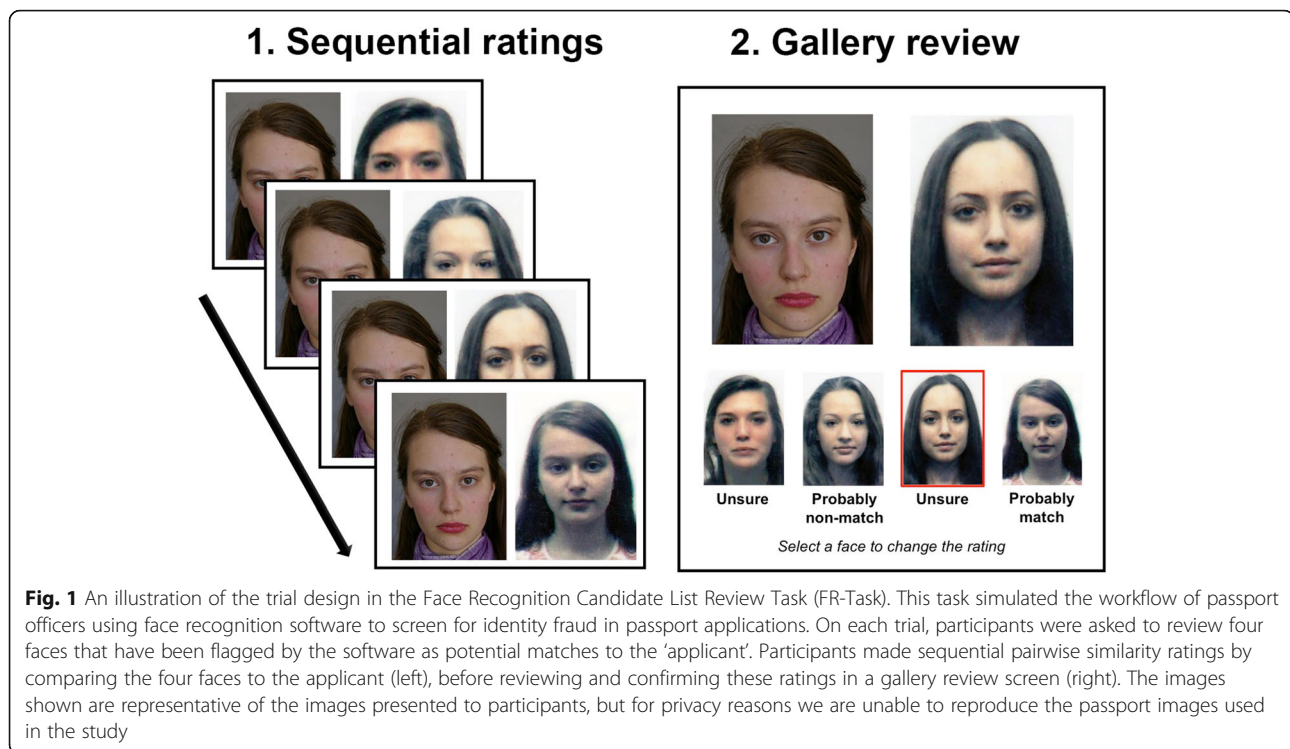 1. Sequential ratings
2. Gallery review
Unsure
Probably
non-match
Unsure
Probably
match
Select a face to change the rating
Fig. 1 An illustration of the trial design in the Face Recognition Candidate List Review Task (FR-Task). This task simulated the workflow of passport
officers using face recognition software to screen for identity fraud in passport applications. On each trial, participants were asked to review four
faces that have been flagged by the software as potential matches to the ‘applicant’. Participants made sequential pairwise similarity ratings by
comparing the four faces to the applicant (left), before reviewing and confirming these ratings in a gallery review screen (right). The images
shown are representative of the images presented to participants, but for privacy reasons we are unable to reproduce the passport images used
in the study